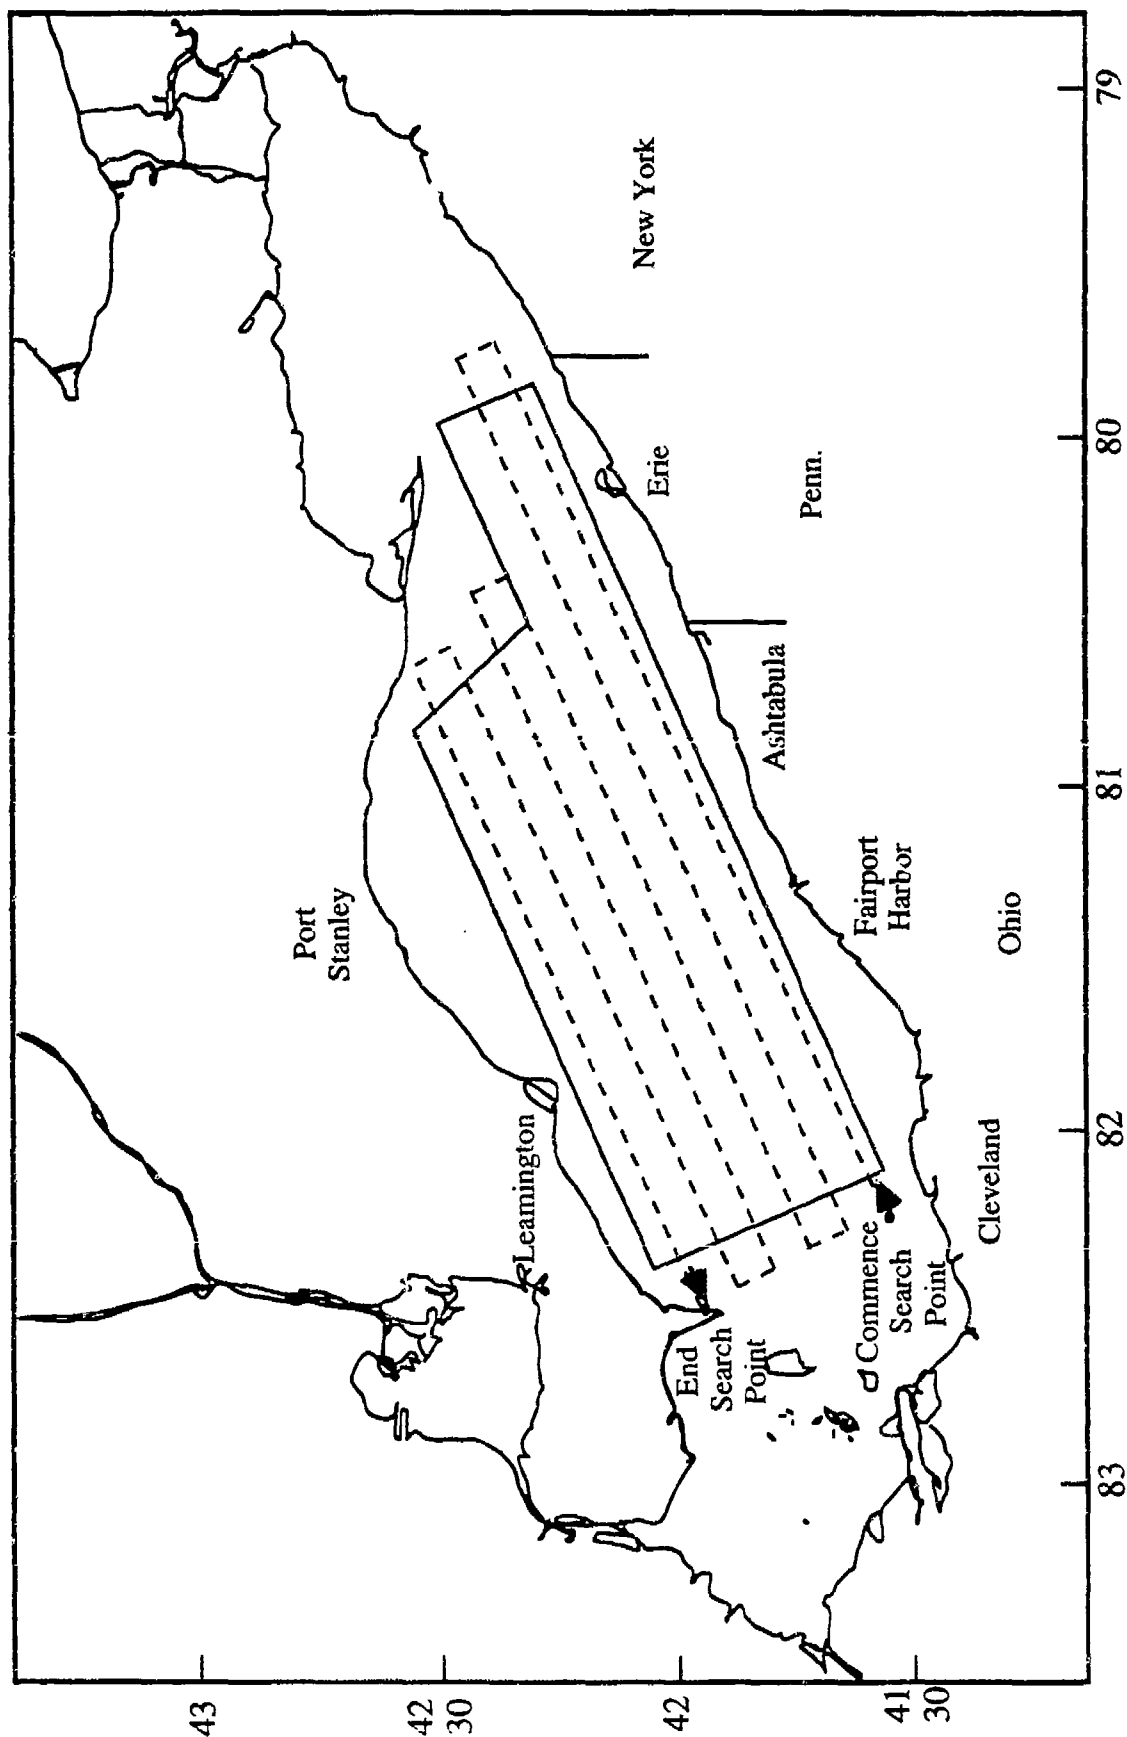 43
42
30
42
41
30
83
82
81
80
79
Port
Stanley
Leamington
End
Search
Point
Commence
Search
Point
Cleveland
Fairport
Harbor
Ohio
Ashtabula
Erie
Penn.
New York